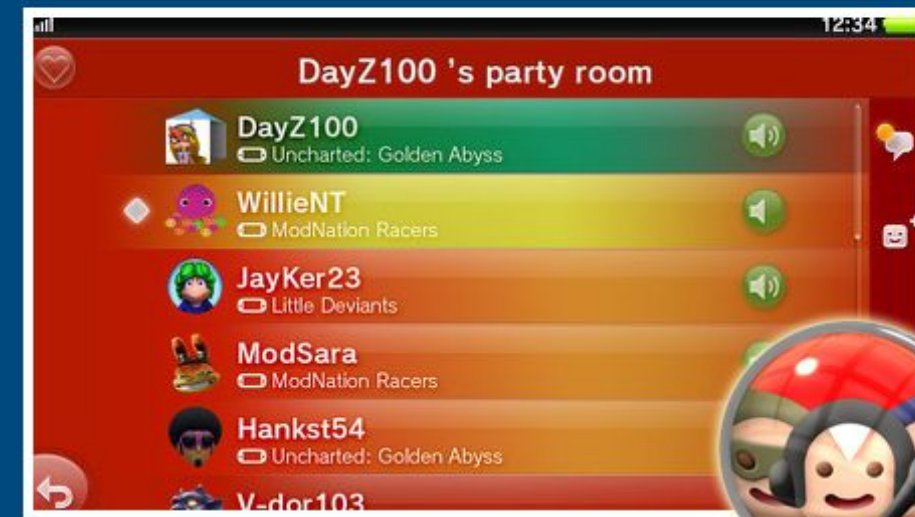 12:34
DayZ100 's party room
DayZ100
Uncharted: Golden Abyss
WillieNT
ModNation Racers
JayKer23
Little Deviants
ModSara
ModNation Racers
Hankst54
Uncharted: Golden Abyss
V-dor103